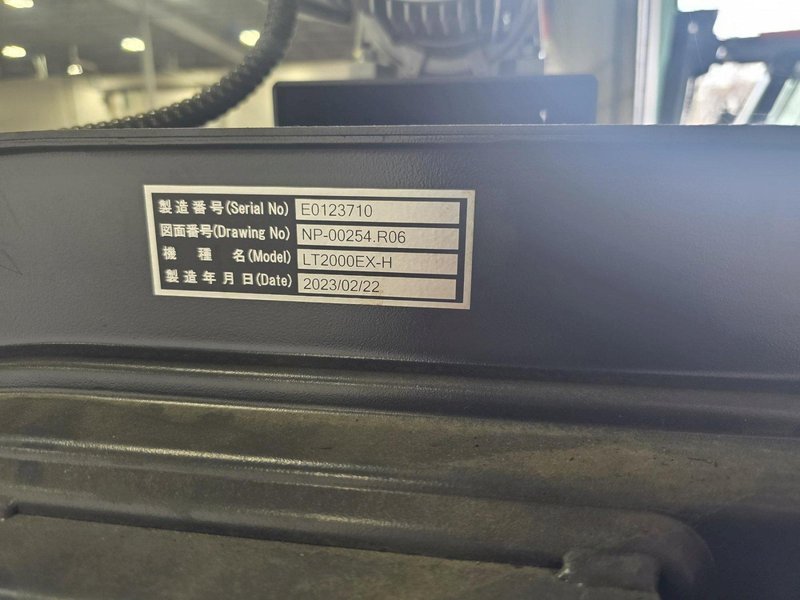 製造番号(Serial No) E0123710
図面番号(Drawing No) NP-00254.R06
機種名(Model) LT2000EX-H
製造年月日(Date) 2023/02/22